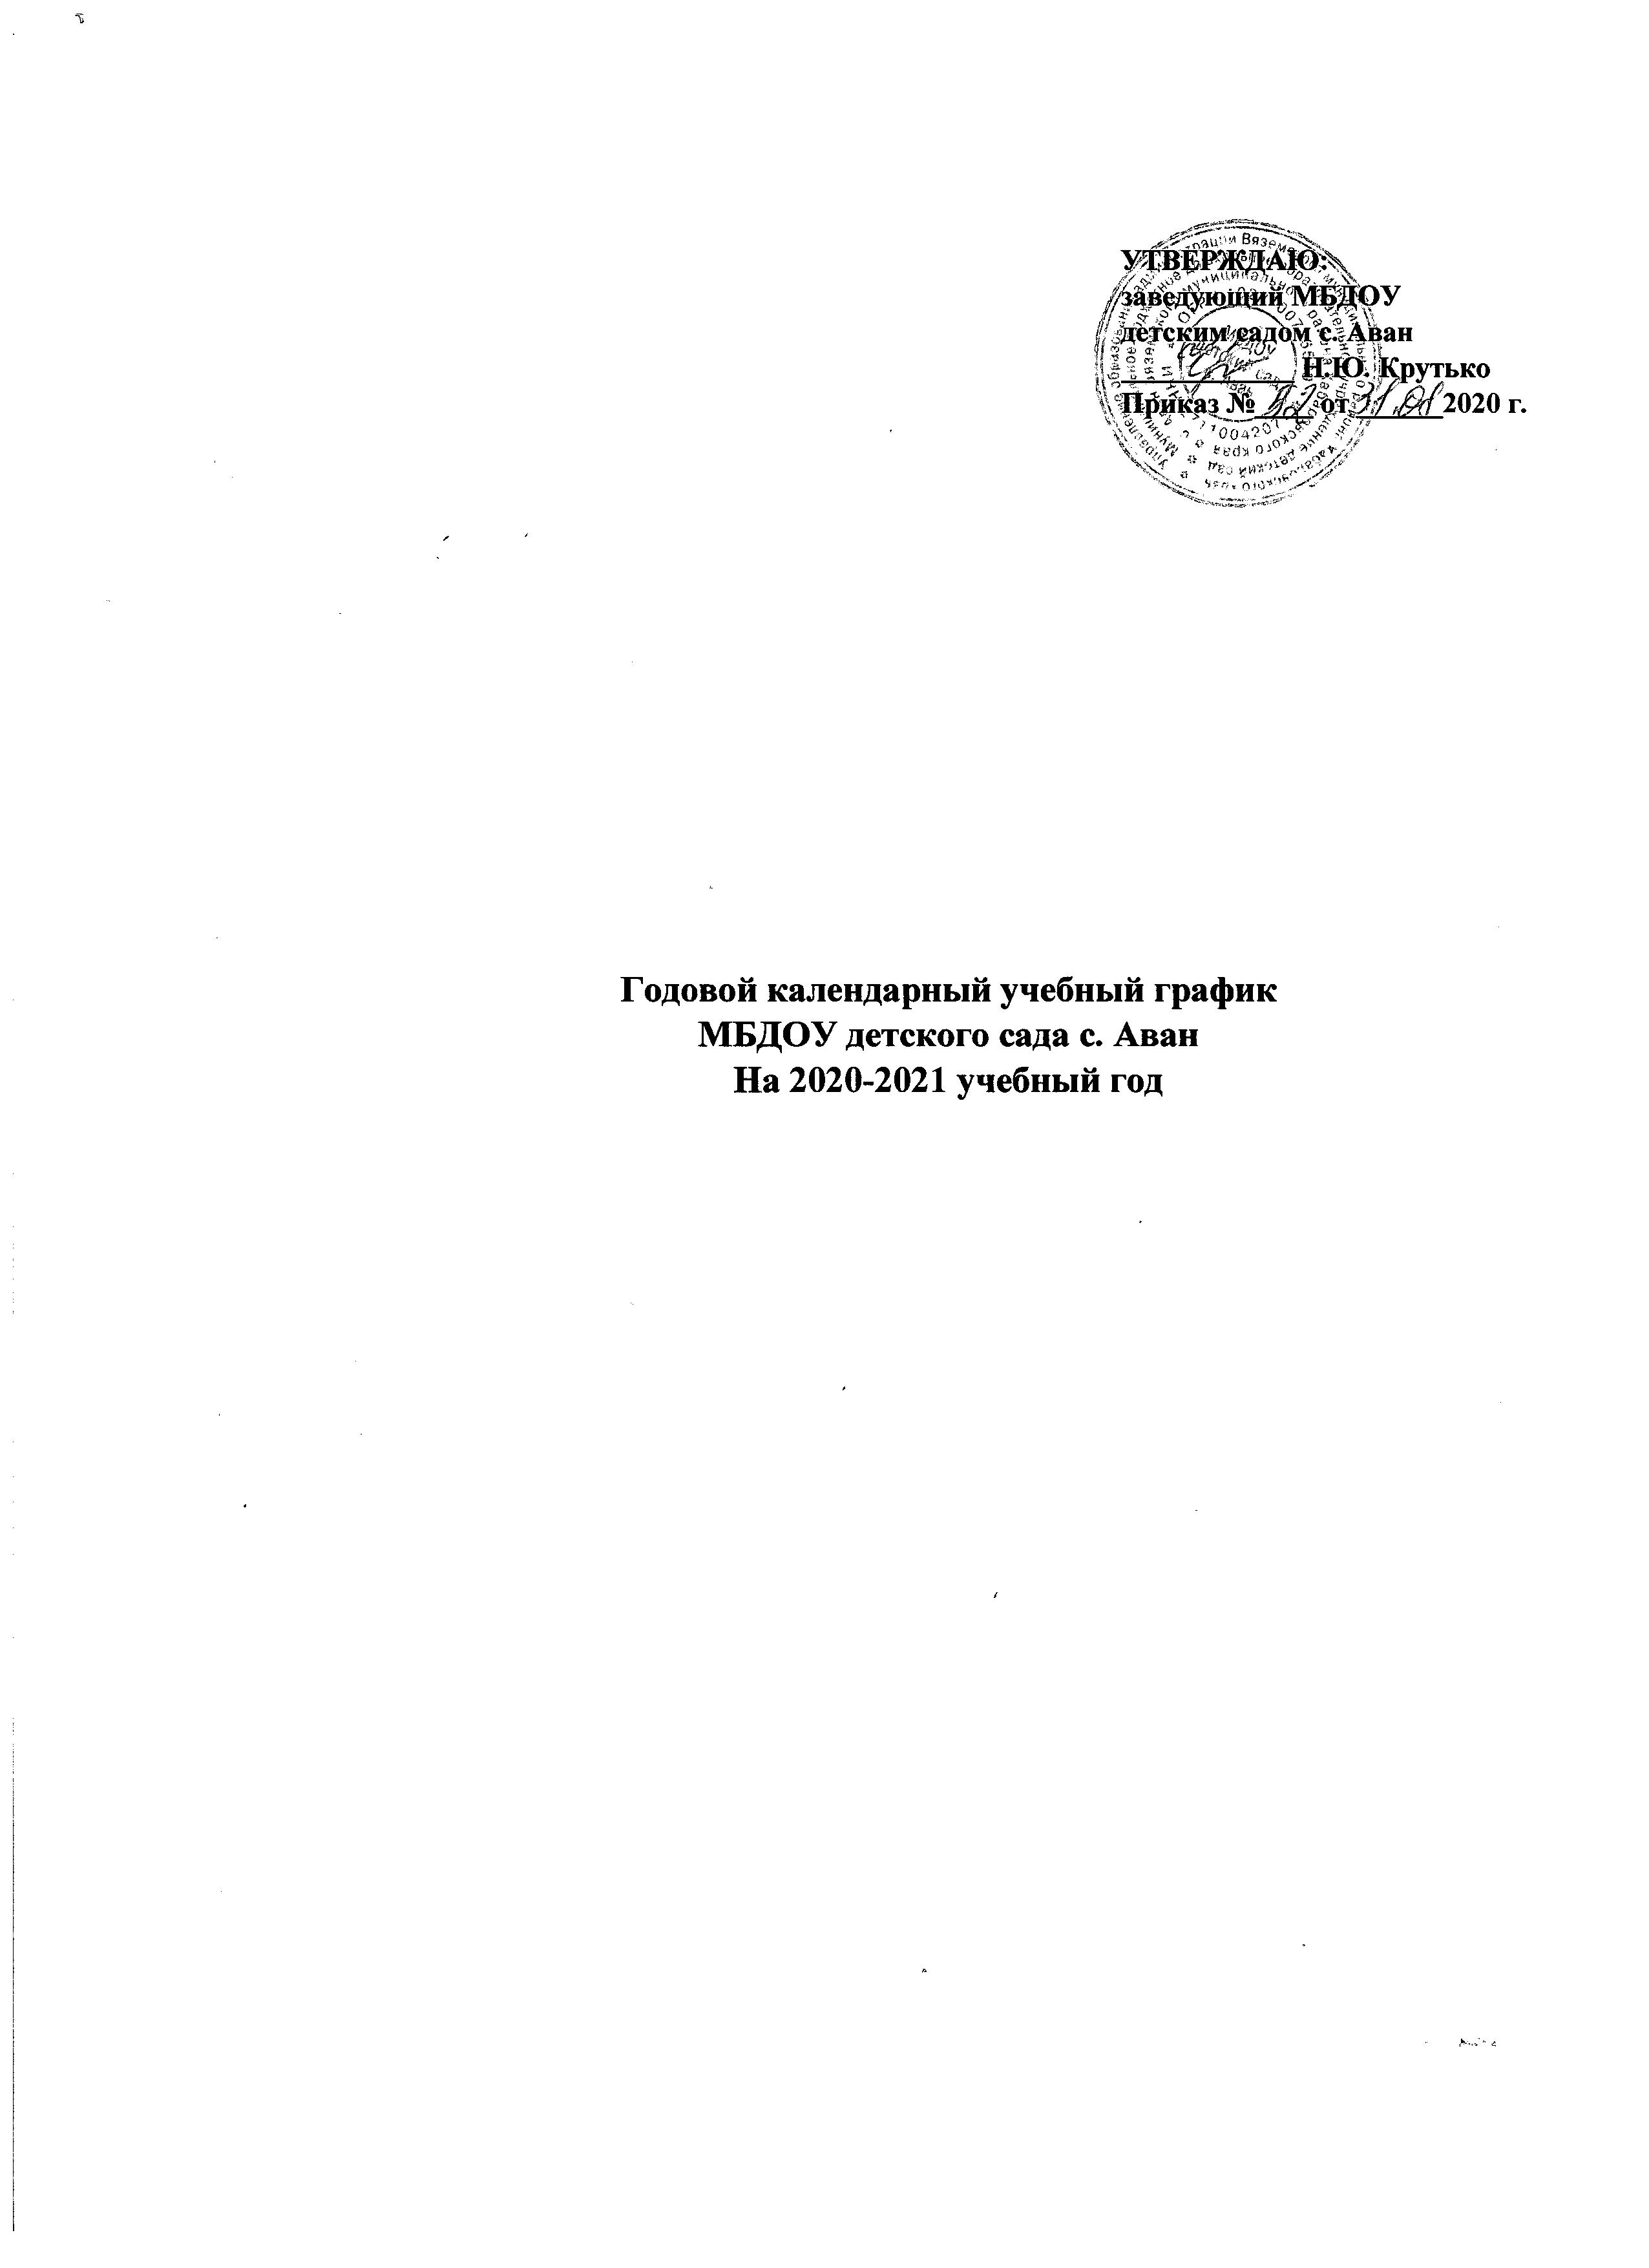 УТВЕРЖДАЮ:
заведующий МБДОУ
детским садом с. Аван
Н.Ю. Крутько
Приказ № от 2020 г.
Годовой календарный учебный график
МБДОУ детского сада с. Аван
На 2020-2021 учебный год